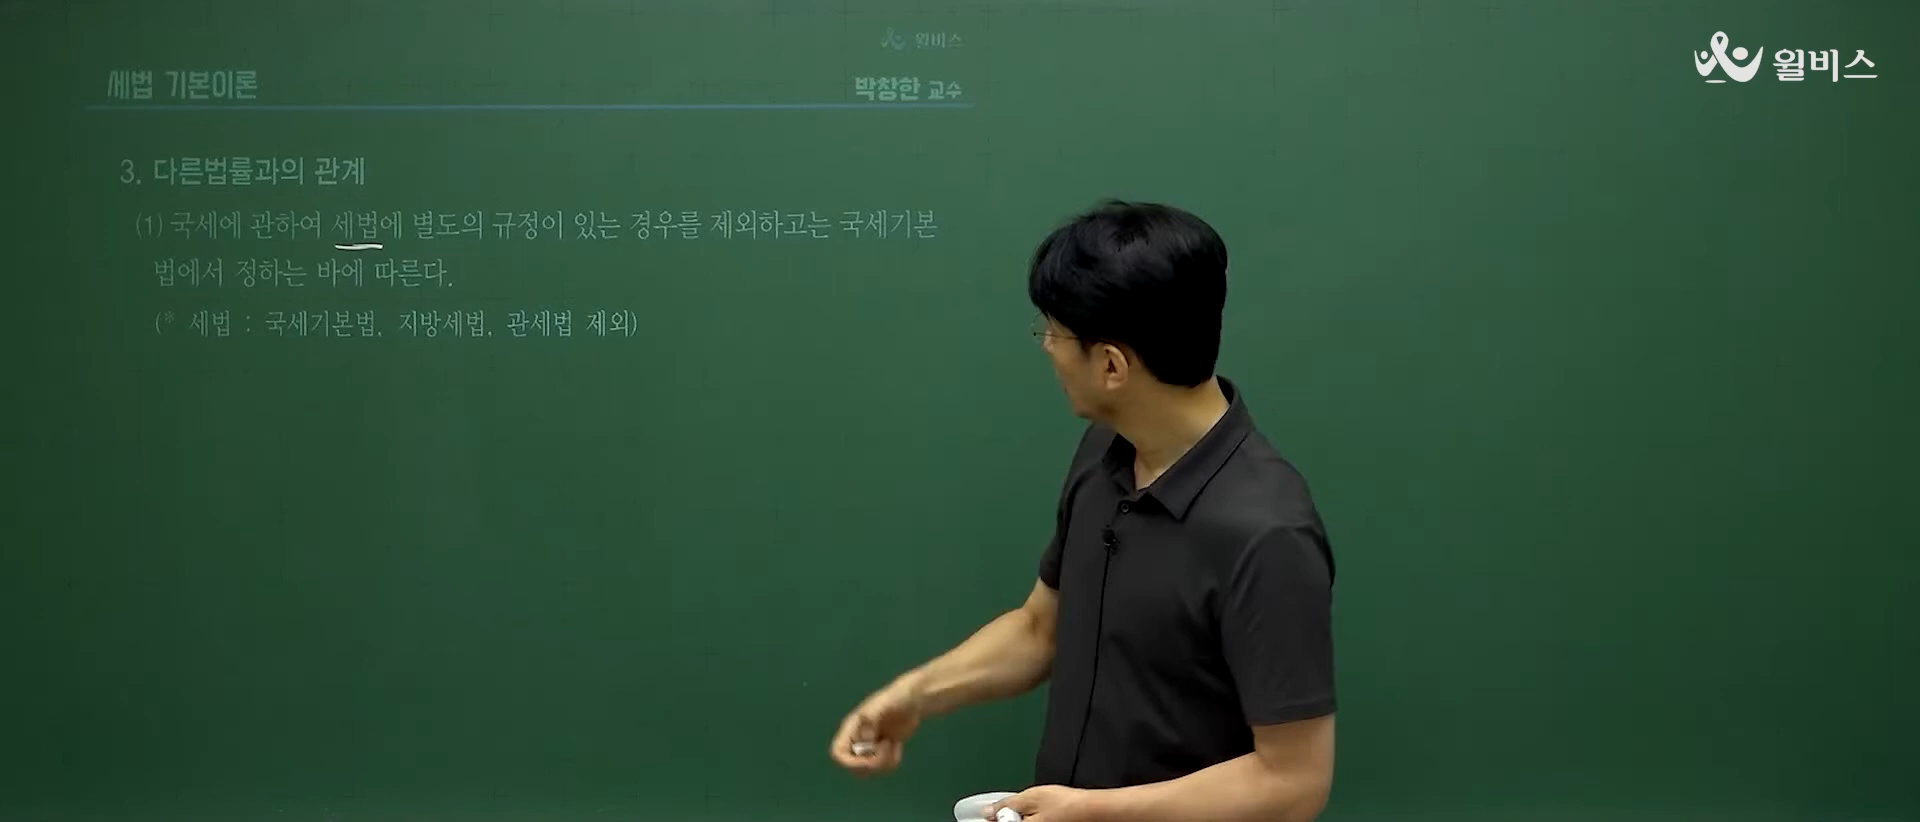 윌비스
윌비스
세법 기본이론
박창한 교수
3. 다른법률과의 관계
(1) 국세에 관하여 세법에 별도의 규정이 있는 경우를 제외하고는 국세기본
법에서 정하는 바에 따른다.
(* 세법 : 국세기본법, 지방세법, 관세법 제외)